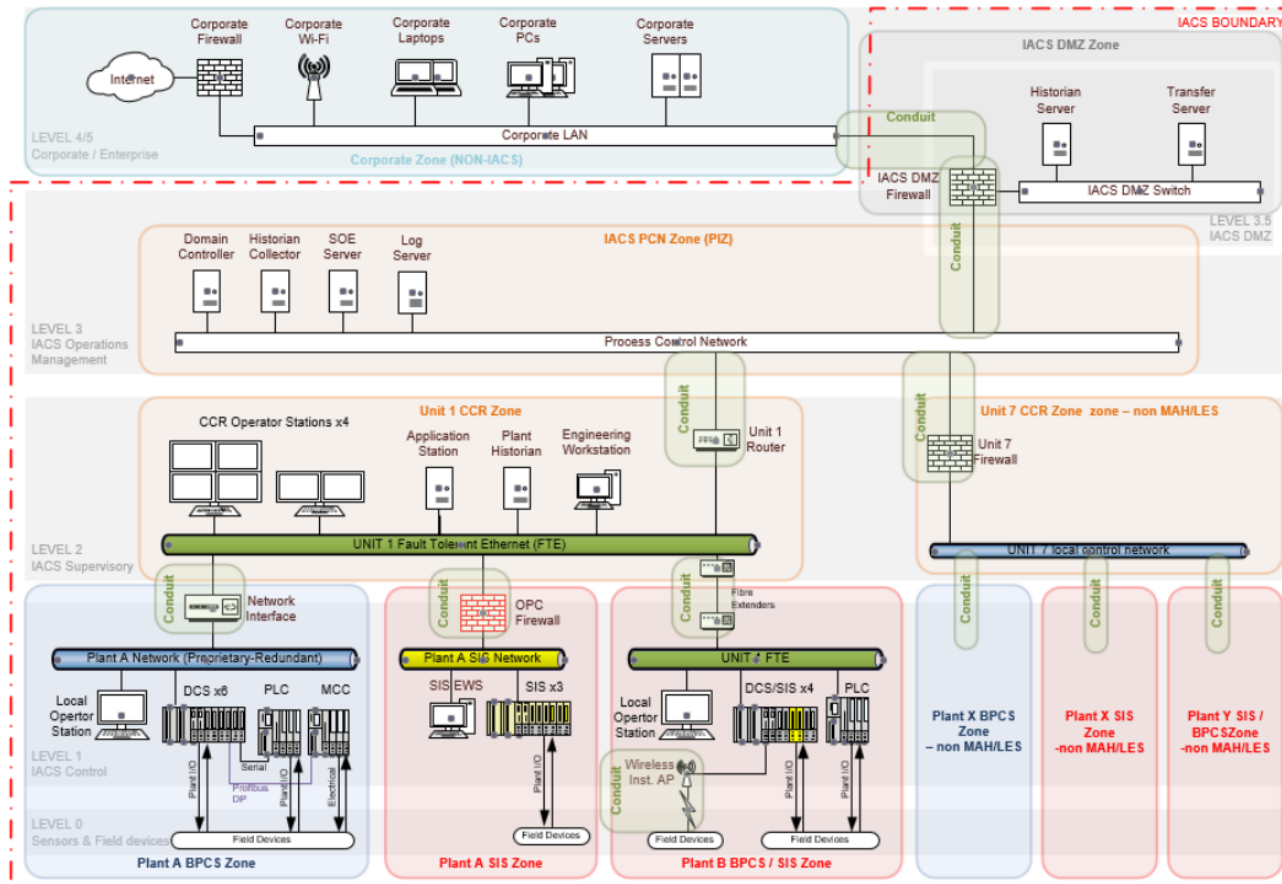 IACS BOUNDARY
Corporate
Firewall
Corporate
Wi-Fi
Corporate
Laptops
Corporate
PCs
Corporate
Servers
Internet
Corporate LAN
LEVEL 4/5
Corporate / Enterprise
Corporate Zone (NON-IACS)
Conduit
IACS DMZ Zone
Historian
Server
Transfer
Server
IACS DMZ
Firewall
IACS DMZ Switch
LEVEL 3.5
IACS DMZ
Conduit
IACS PCN Zone (PIZ)
Domain
Controller
Historian
Collector
SOE
Server
Log
Server
LEVEL 3
IACS Operations
Management
Process Control Network
Conduit
Conduit
Unit 1 CCR Zone
CCR Operator Stations x4
Application
Station
Plant
Historian
Engineering
Workstation
Unit 1
Router
Unit 7 CCR Zone zone – non MAH/LES
Unit 7
Firewall
LEVEL 2
IACS Supervisory
UNIT 1 Fault Tolerant Ethernet (FTE)
UNIT 7 local control network
Conduit
Network
Interface
Conduit
OPC
Firewall
Conduit
Fibre
Extenders
Conduit
Conduit
Conduit
Plant A Network (Proprietary-Redundant)
Plant A SIS Network
UNIT 1 FTE
Local
Opertor
Station
DCS x6
PLC
MCC
Serial
Profibus
DP
Plant I/O
Plant I/O
Electrical
Field Devices
SIS EWS
SIS x3
Plant I/O
Field Devices
Local
Opertor
Station
DCS/SIS x4
PLC
Wireless
Inst. AP
Conduit
Plant I/O
Plant I/O
Field Devices
Field Devices
LEVEL 1
IACS Control
LEVEL 0
Sensors & Field devices
Plant A BPCS Zone
Plant A SIS Zone
Plant B BPCS / SIS Zone
Plant X BPCS
Zone
– non MAH/LES
Plant X SIS
Zone
-non MAH/LES
Plant Y SIS /
BPCSZone
-non MAH/LES